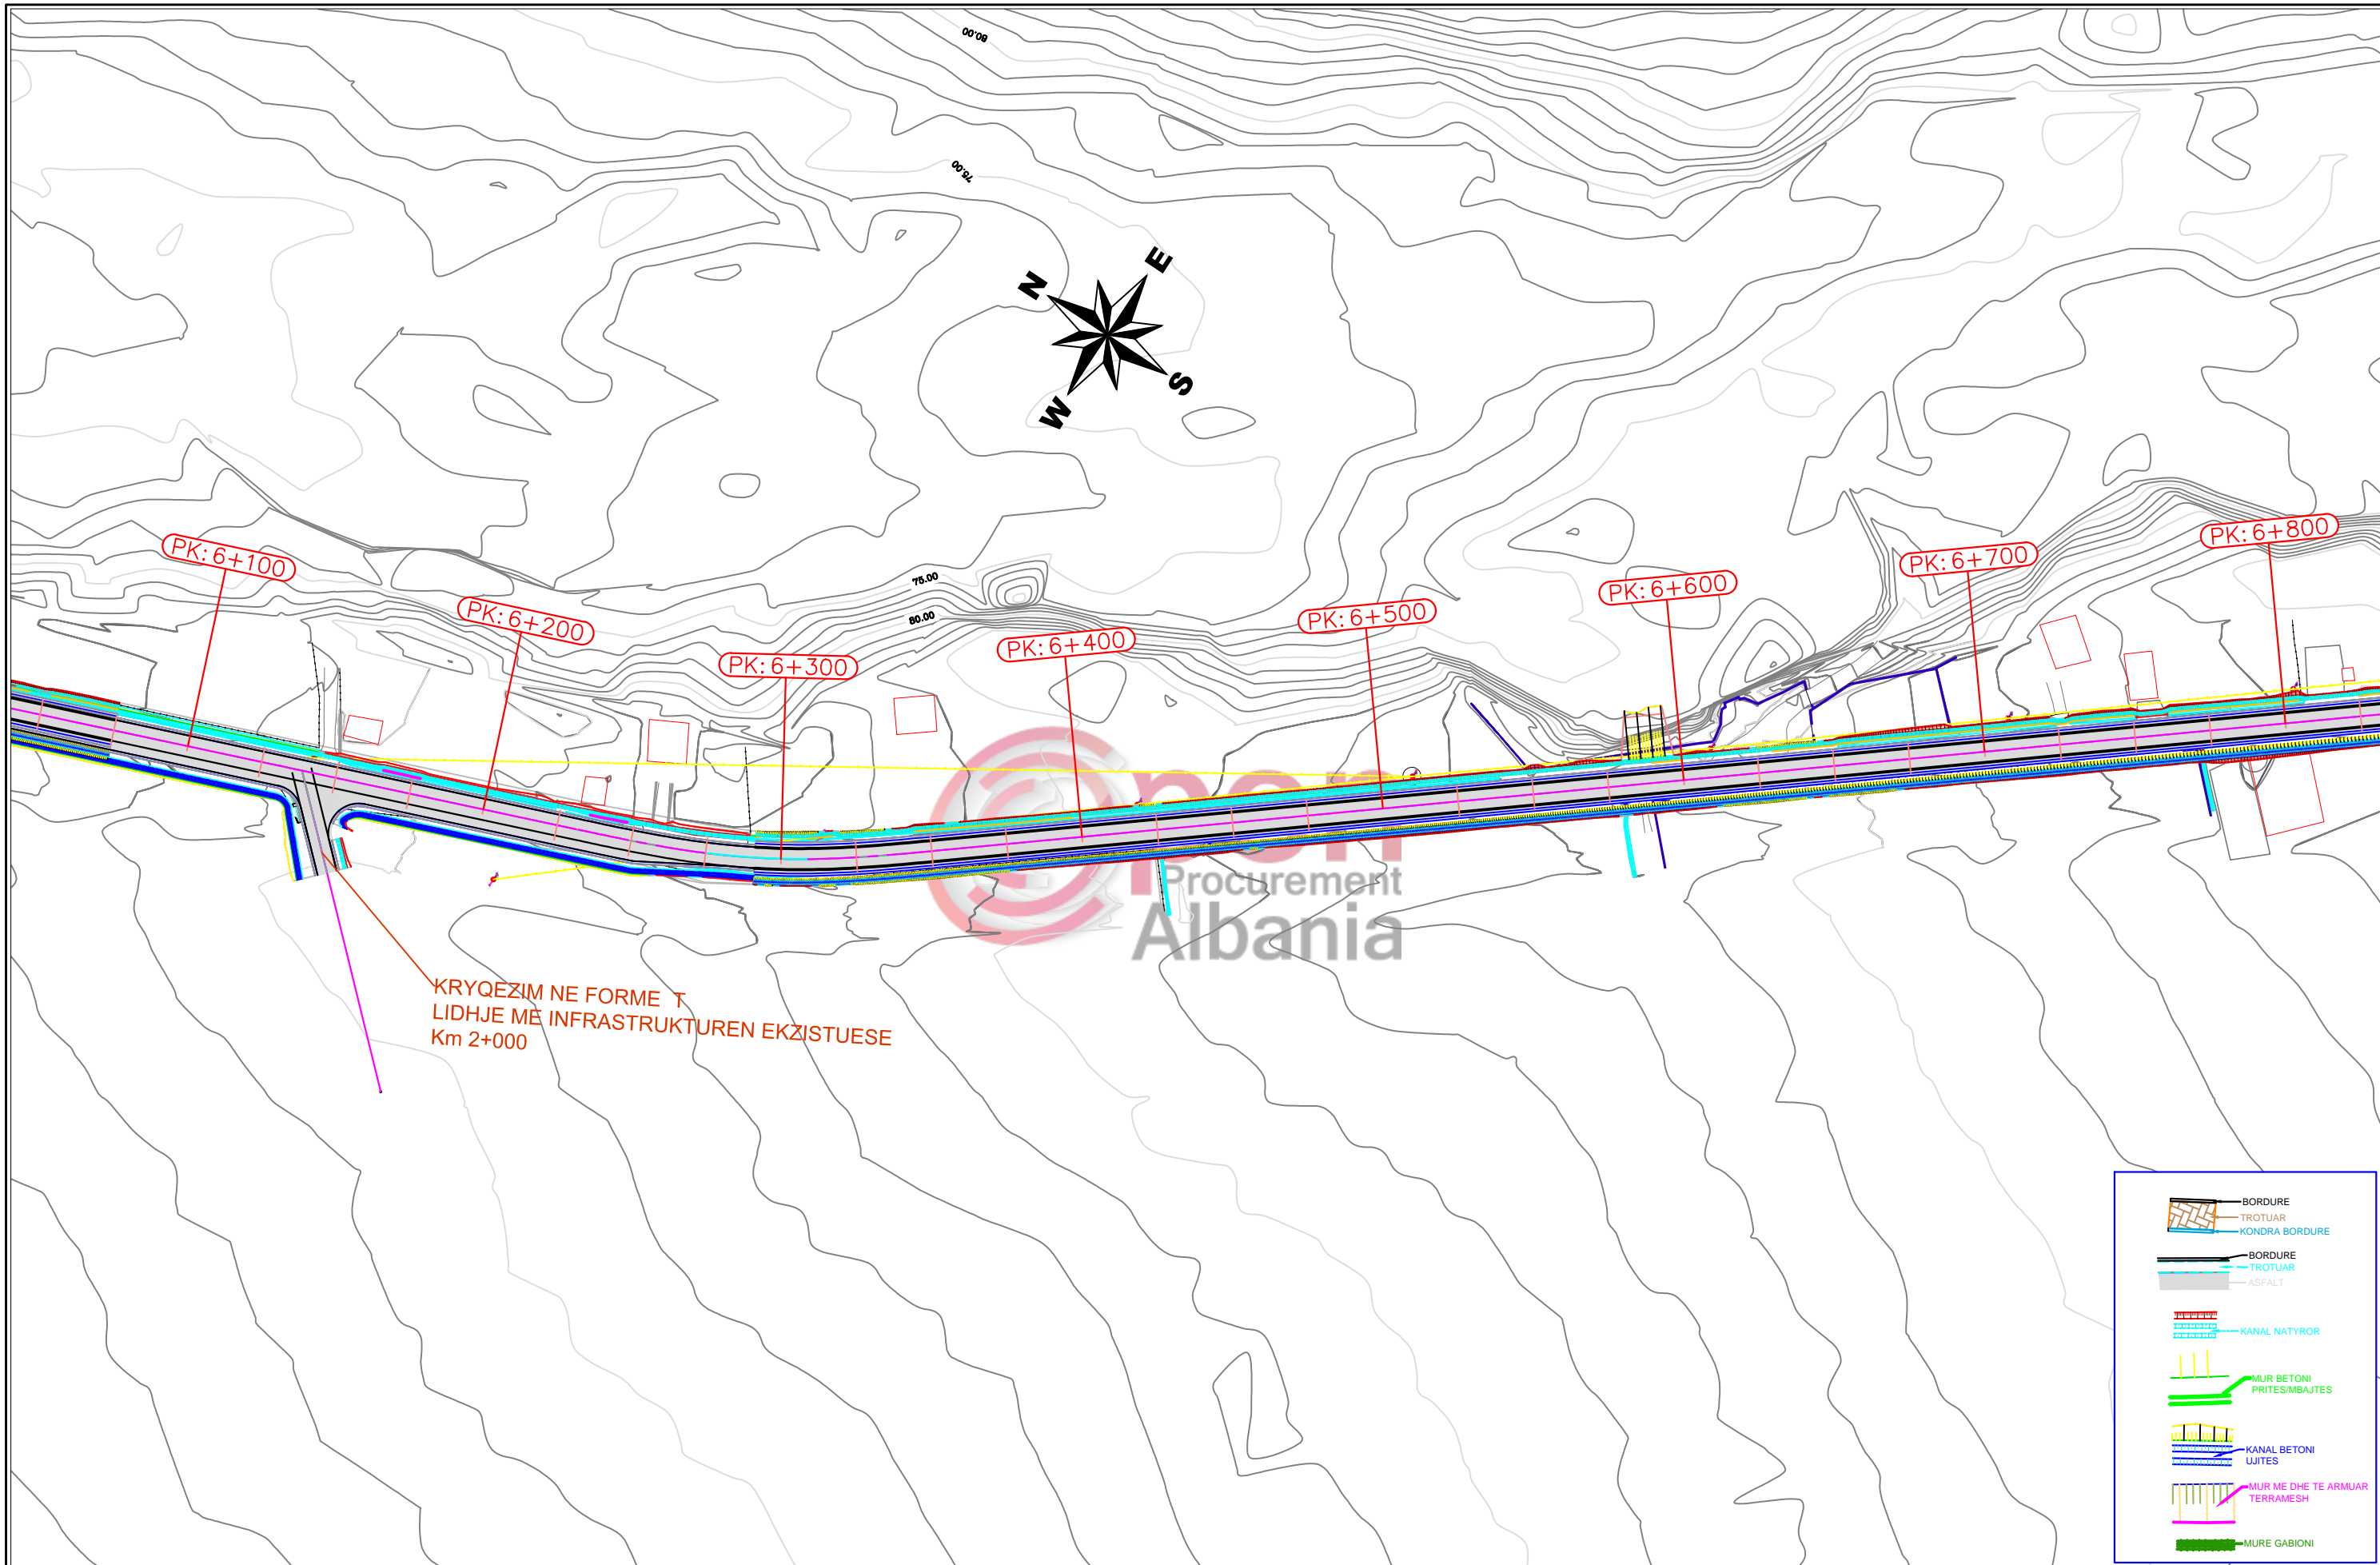 80.00
75.00
N
E
S
W
PK: 6+100
PK: 6+200
PK: 6+300
PK: 6+400
PK: 6+500
PK: 6+600
PK: 6+700
PK: 6+800
75.00
80.00
Open
Procurement
Albania
KRYQEZIM NE FORME T
LIDHJE ME INFRASTRUKTUREN EKZISTUESE
Km 2+000
BORDURE
TROTUAR
KONDRA BORDURE
BORDURE
TROTUAR
ASFALT
KANAL NATYROR
MUR BETONI
PRITES/MBAJTES
KANAL BETONI
UJITES
MUR ME DHE TE ARMUAR
TERRAMESH
MURE GABIONI